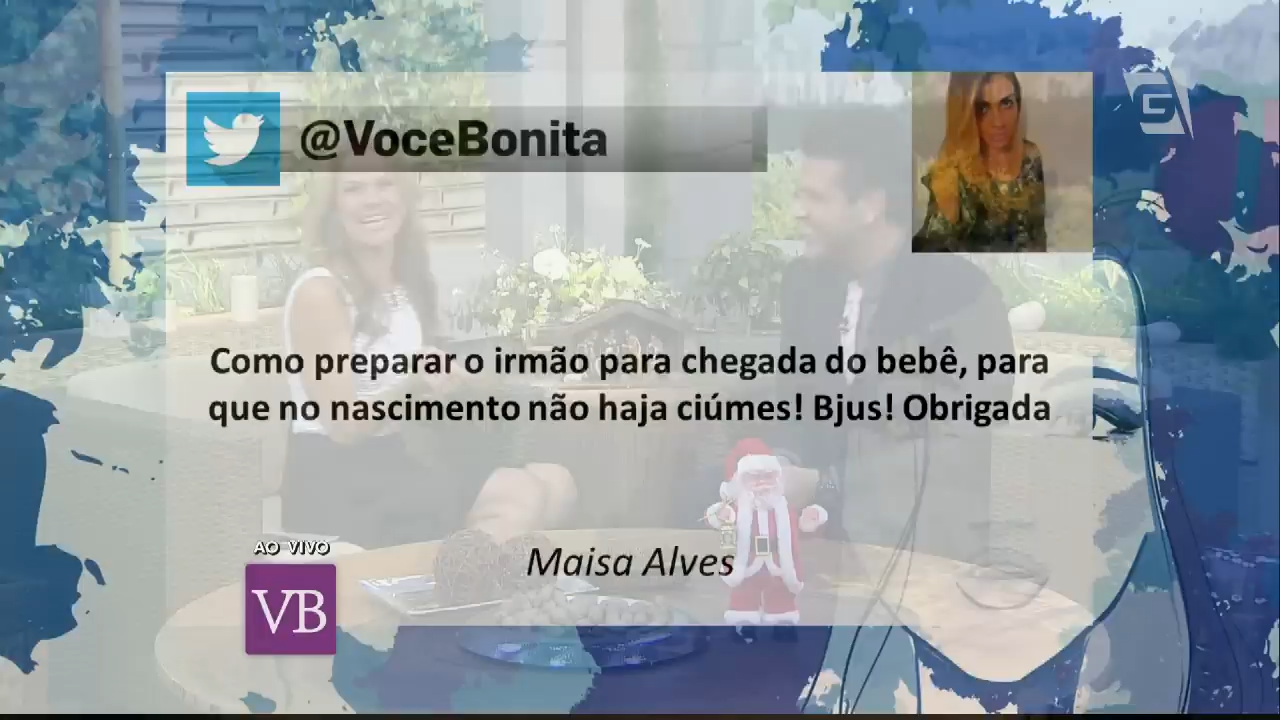 @VoceBonita
G
Como preparar o irmão para chegada do bebê, para
que no nascimento não haja ciúmes! Bjus! Obrigada
Maisa Alves
AO VIVO
VB